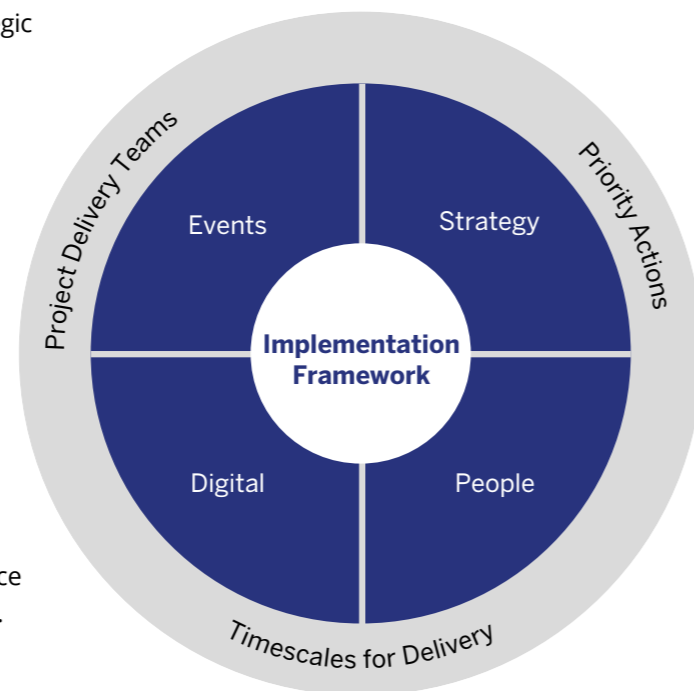 gic
Project Delivery Teams
Priority Actions
Events
Strategy
Implementation
Framework
Digital
People
ce
.
Timescales for Delivery